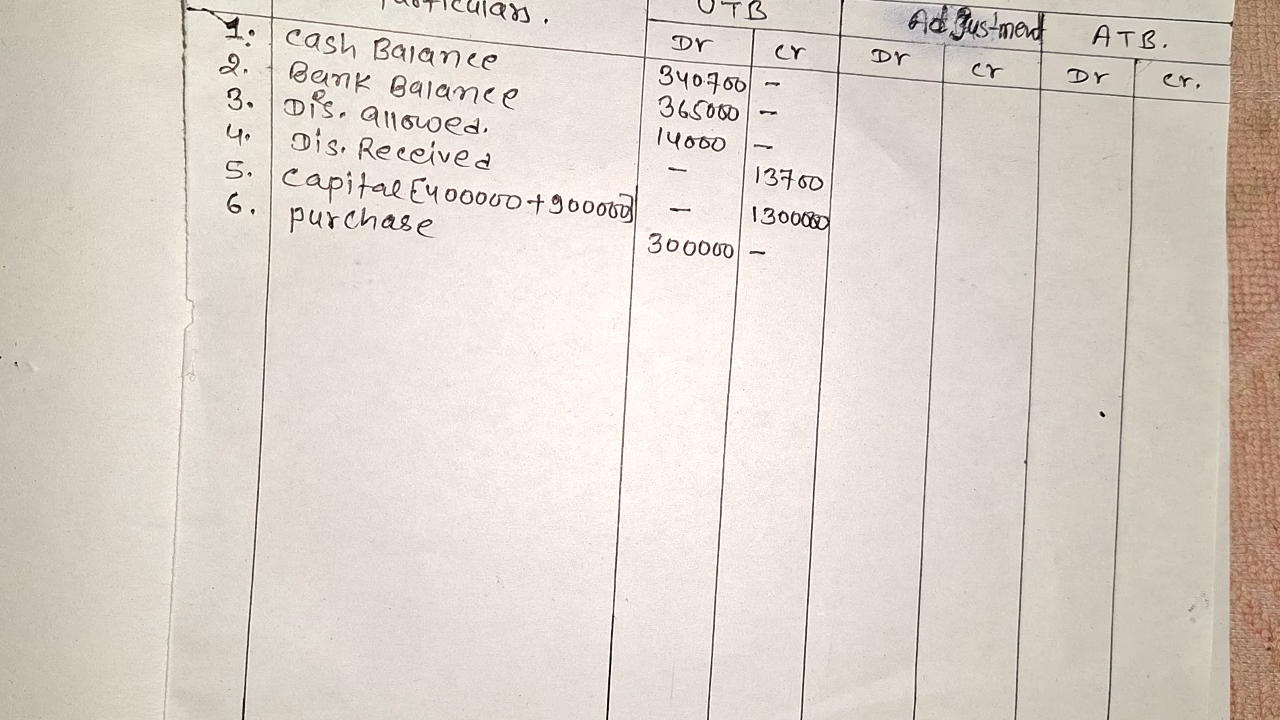 Particulars. UTB Adjustment ATB.
Dr cr Dr cr Dr cr.
1. cash Balance 340700 -
2. Bank Balance 365000 -
3. Dis. allowed. 14000 -
4. Dis. Received - 13700
5. capital [400000+900000] - 1300000
6. purchase 300000 -